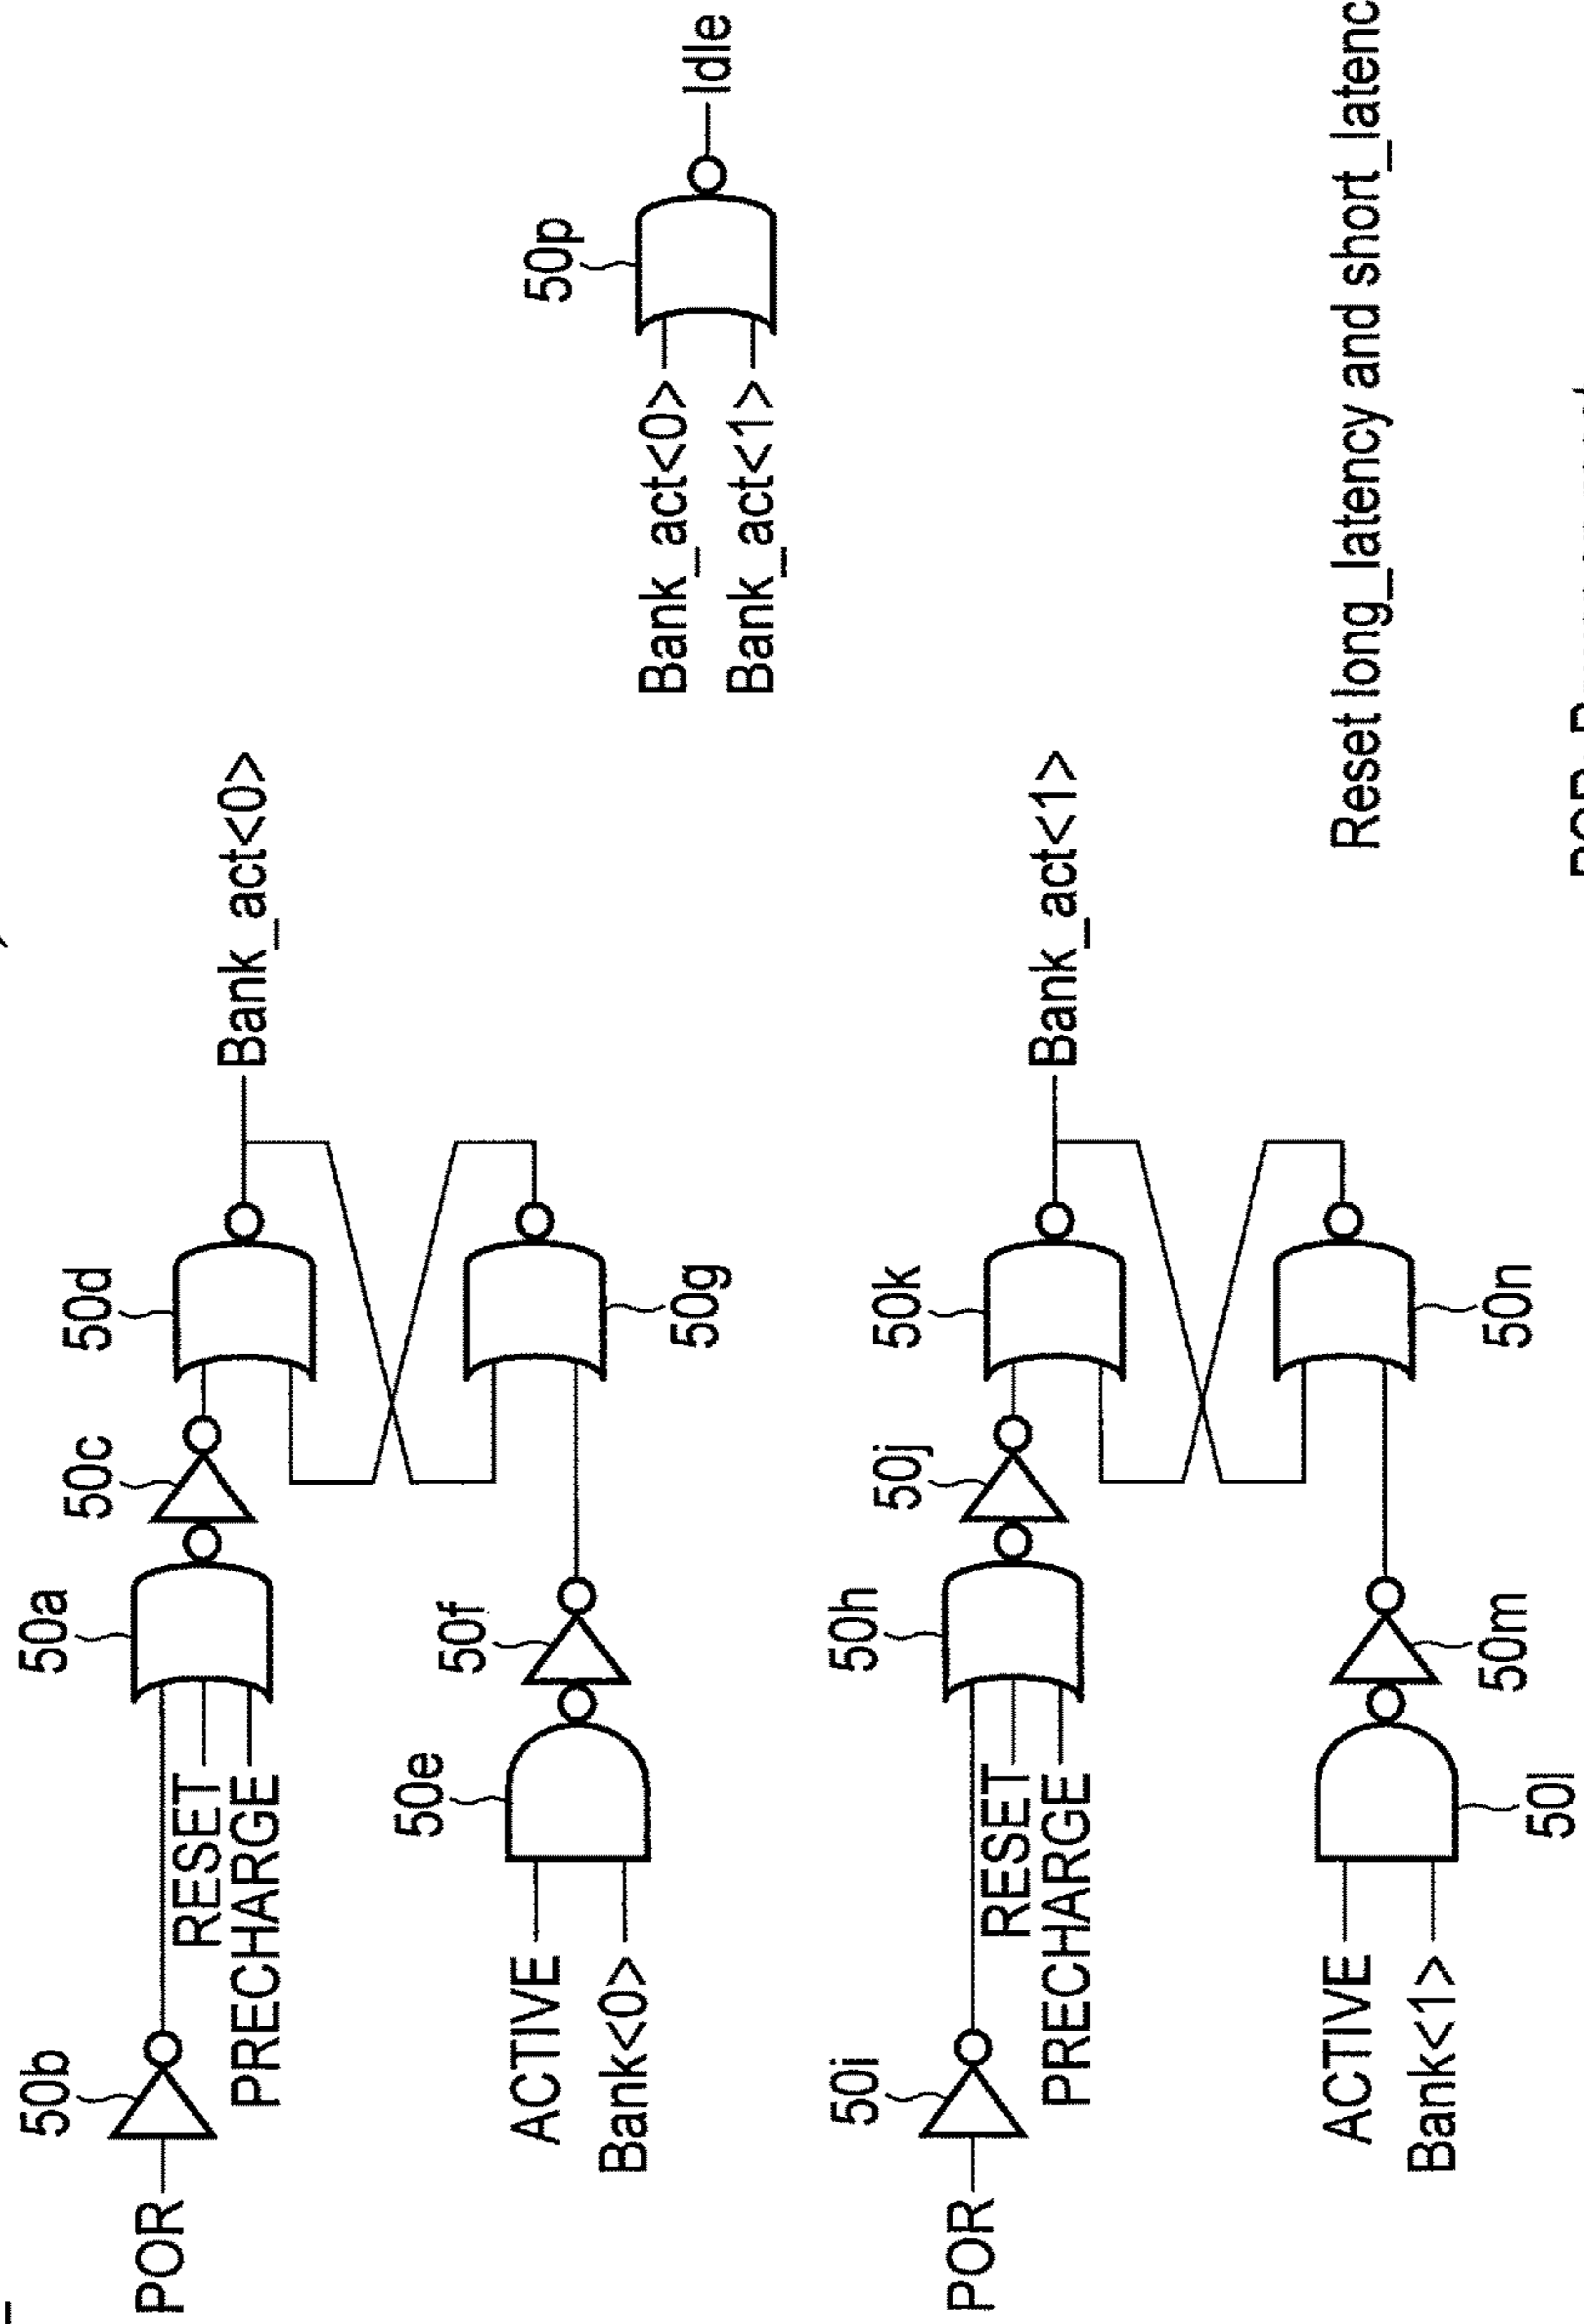 50b
POR
50a
RESET
PRECHARGE
50c
50d
Bank_act<0>
50e
ACTIVE
Bank<0>
50f
50g
50p
Bank_act<0>
Bank_act<1>
Idle
50i
POR
50h
RESET
PRECHARGE
50j
50k
Bank_act<1>
ACTIVE
Bank<1>
50l
50m
50n
Reset long_latency and short_latenc
POR: